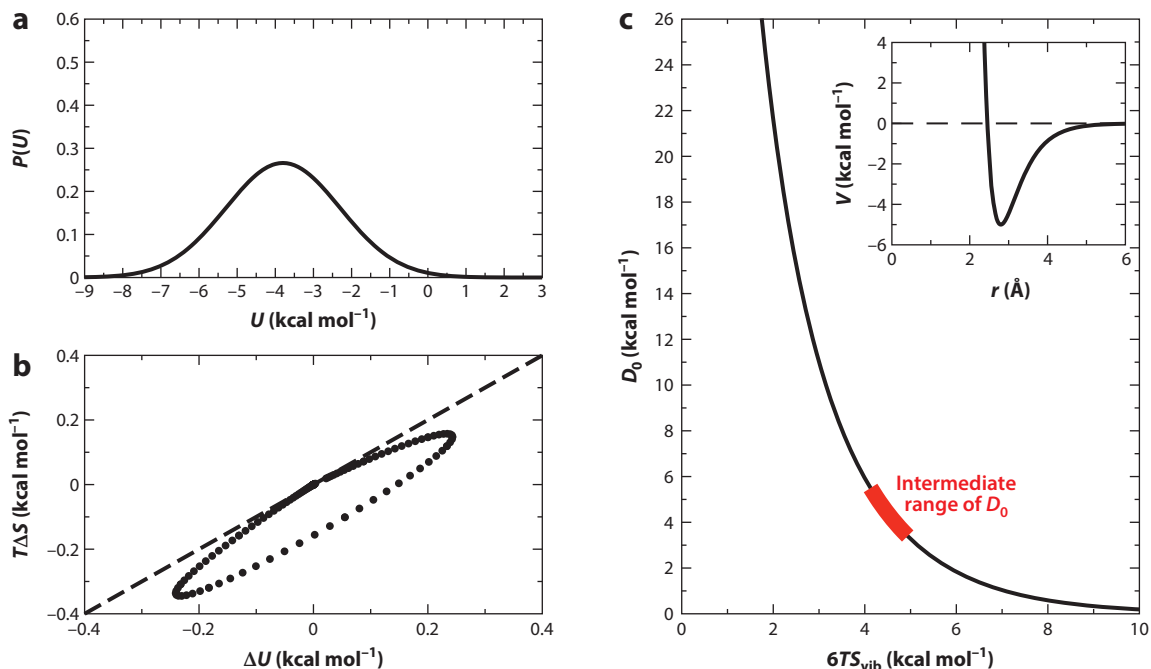 a
0.6
0.5
0.4
0.3
0.2
0.1
0
P(U)
–9 –8 –7 –6 –5 –4 –3 –2 –1 0 1 2 3
U (kcal mol–1)
b
0.4
0.2
0
–0.2
–0.4
TΔS (kcal mol–1)
–0.4 –0.2 0 0.2 0.4
ΔU (kcal mol–1)
c
26
24
22
20
18
16
14
12
10
8
6
4
2
0
D0 (kcal mol–1)
4
2
0
–2
–4
–6
V (kcal mol–1)
0 2 4 6
r (Å)
Intermediate
range of D0
0 2 4 6 8 10
6TSvib (kcal mol–1)